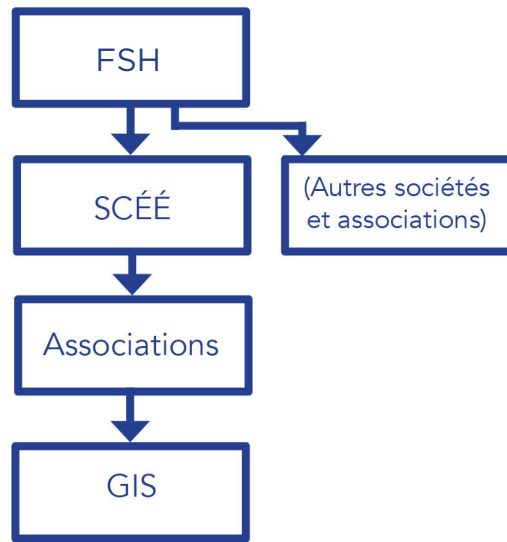 FSH
SCÉÉ
(Autres sociétés
et associations)
Associations
GIS